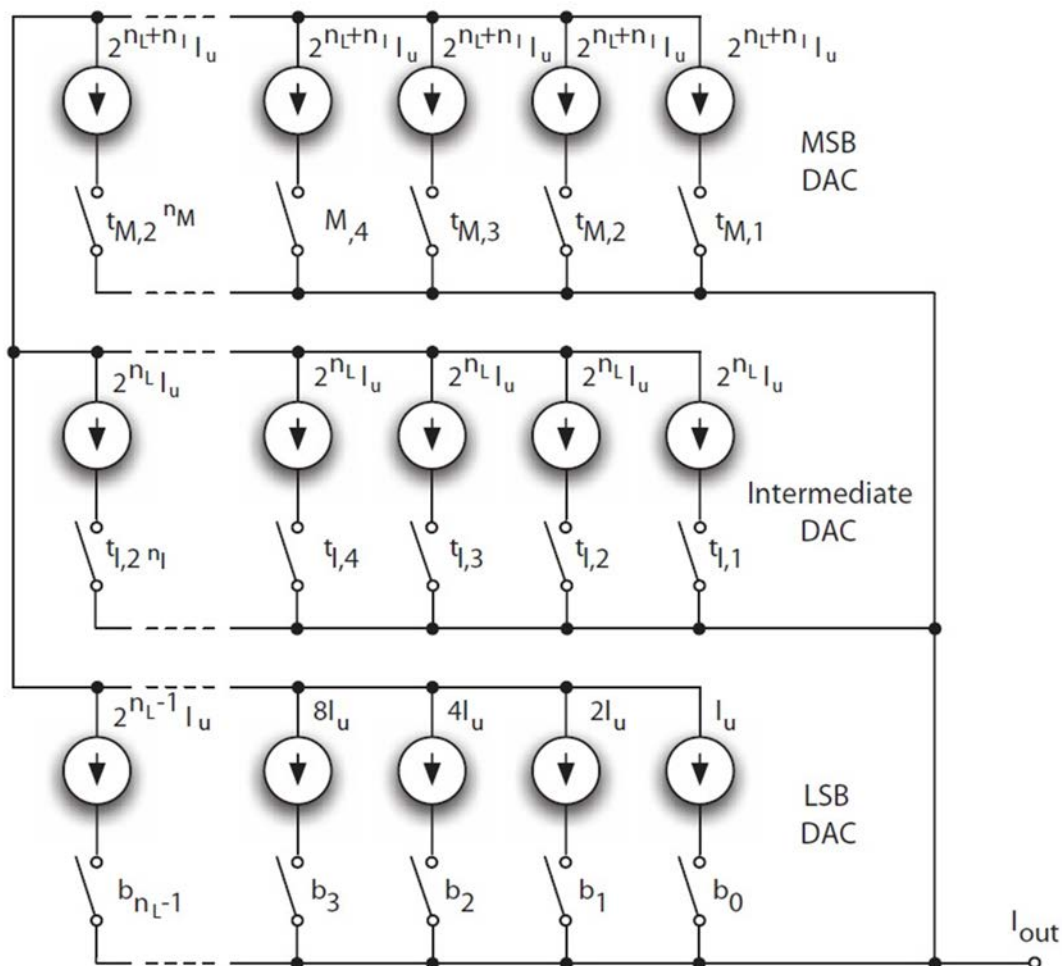 2^{n_L+n_I} I_u 2^{n_L+n_I} I_u 2^{n_L+n_I} I_u 2^{n_L+n_I} I_u 2^{n_L+n_I} I_u
MSB
DAC
t_{M,2} n_M M,4 t_{M,3} t_{M,2} t_{M,1}
2^{n_L} I_u 2^{n_L} I_u 2^{n_L} I_u 2^{n_L} I_u 2^{n_L} I_u
Intermediate
DAC
t_{I,2} n_I t_{I,4} t_{I,3} t_{I,2} t_{I,1}
2^{n_L-1} I_u 8I_u 4I_u 2I_u I_u
LSB
DAC
b_{n_L-1} b_3 b_2 b_1 b_0
I_{out}